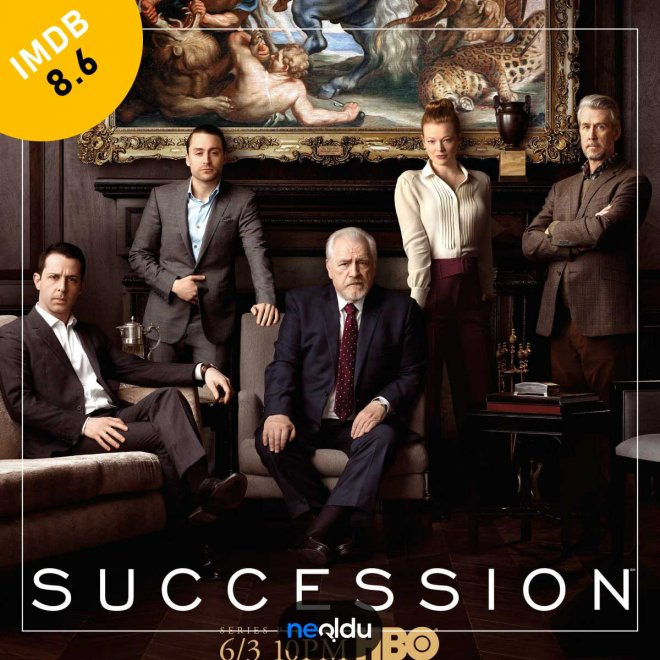 IMDB
8.6
SUCCESSION
SERIES
neoldu
6/3 10PM HBO